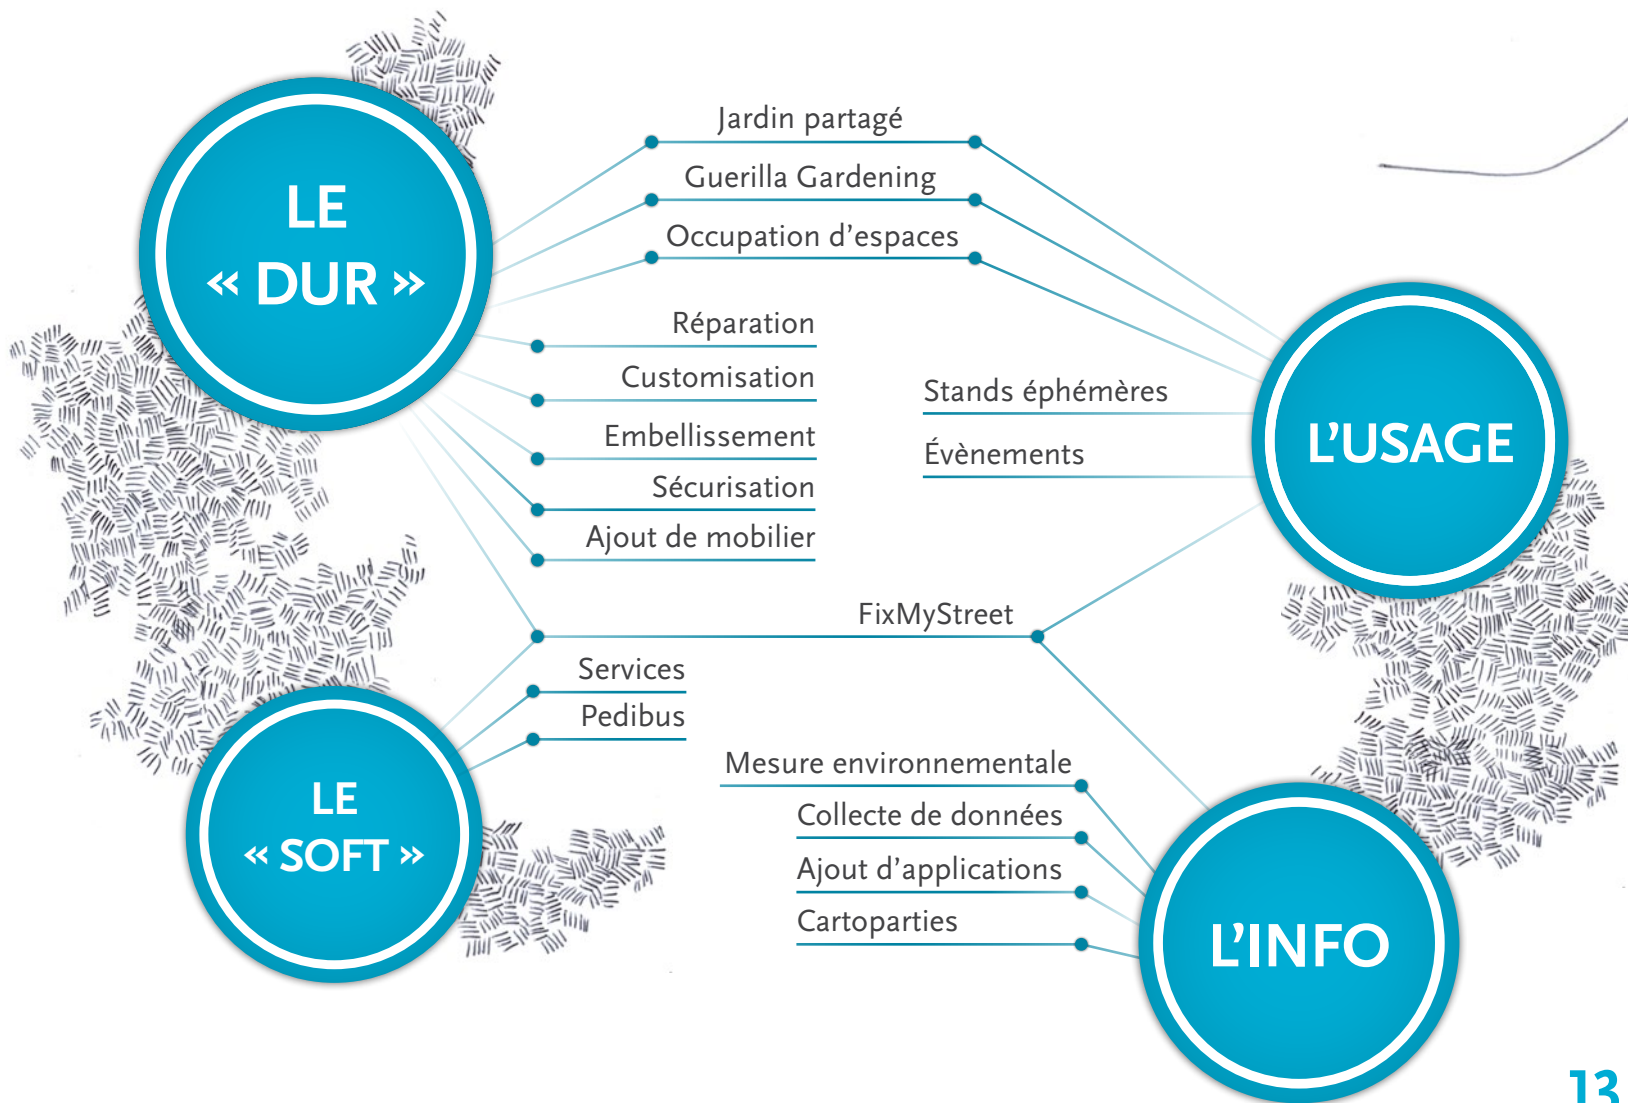 LE
« DUR »
Jardin partagé
Guerilla Gardening
Occupation d'espaces
Réparation
Customisation
Embellissement
Sécurisation
Ajout de mobilier
Stands éphémères
Évènements
L'USAGE
FixMyStreet
Services
Pedibus
LE
« SOFT »
Mesure environnementale
Collecte de données
Ajout d'applications
Cartoparties
L'INFO
13